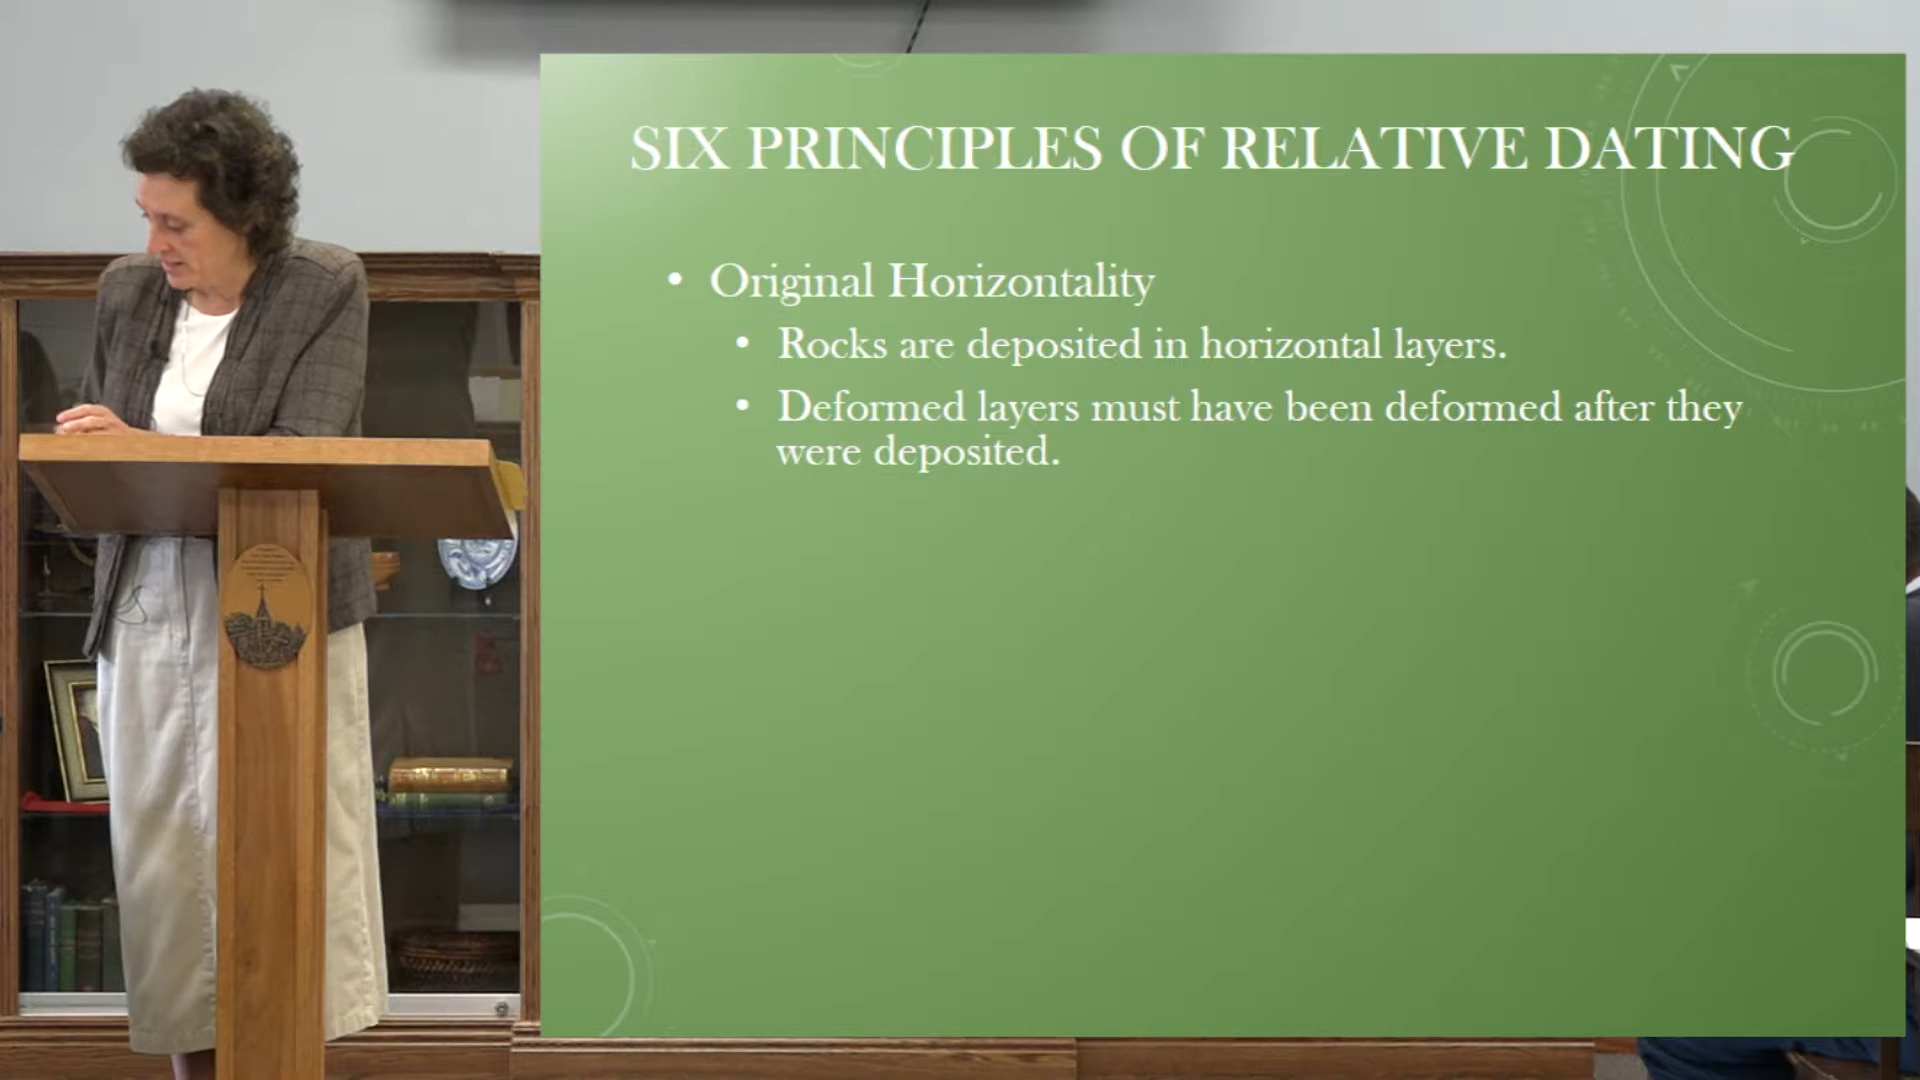 SIX PRINCIPLES OF RELATIVE DATING
• Original Horizontality
• Rocks are deposited in horizontal layers.
• Deformed layers must have been deformed after they
were deposited.